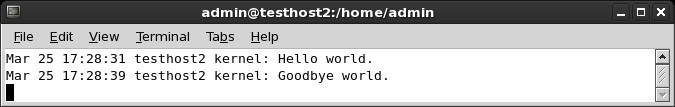 admin@testhost2:/home/admin
File Edit View Terminal Tabs Help
Mar 25 17:28:31 testhost2 kernel: Hello world.
Mar 25 17:28:39 testhost2 kernel: Goodbye world.